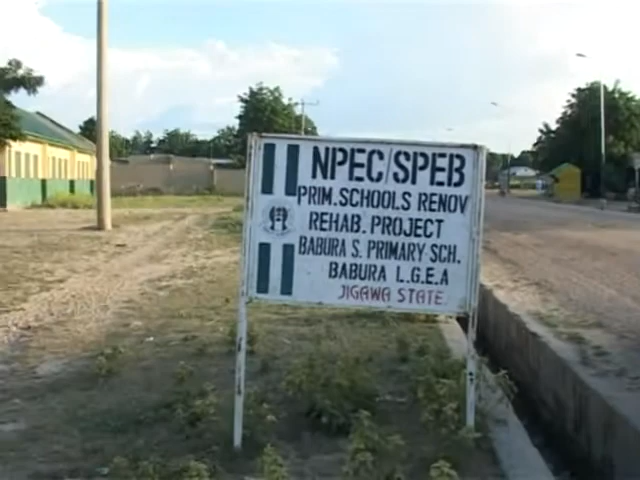 NPEC/SPEB
PRIM.SCHOOLS RENOV
REHAB. PROJECT
BABURA S. PRIMARY SCH.
BABURA L.G.E.A
JIGAWA STATE